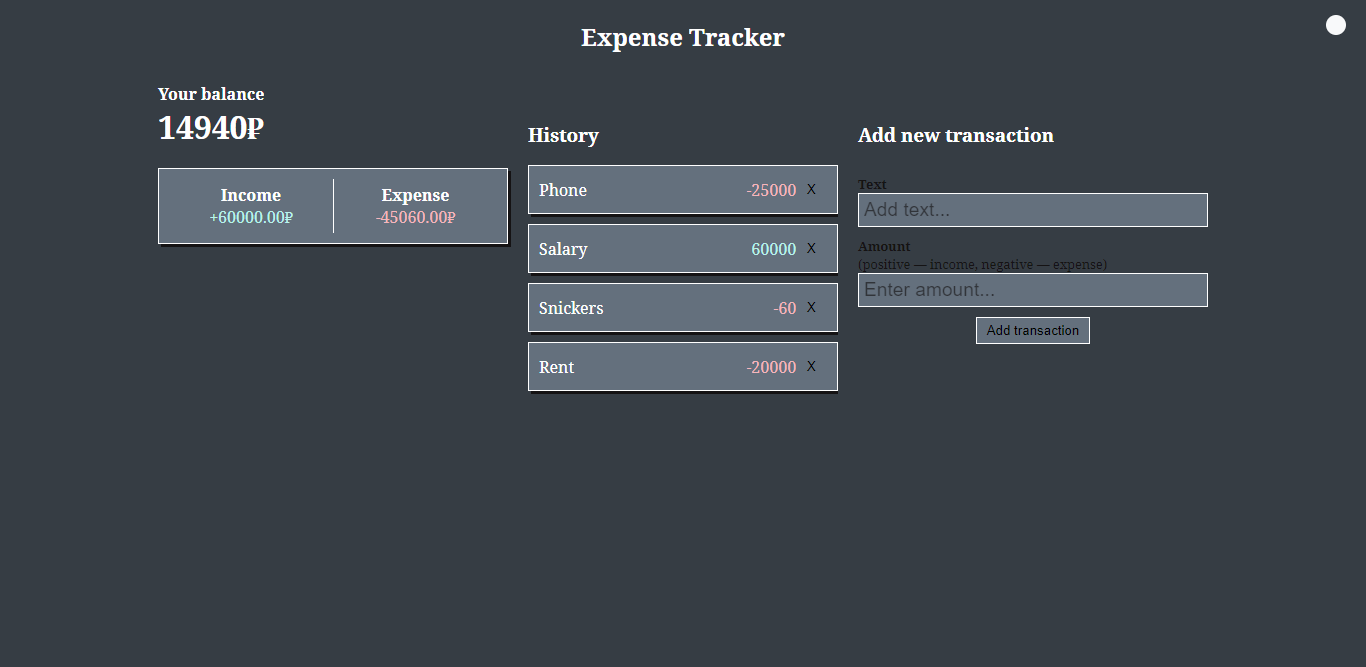 Expense Tracker
Your balance
14940₽
Income
+60000.00₽
Expense
-45060.00₽
History
Phone -25000 X
Salary 60000 X
Snickers -60 X
Rent -20000 X
Add new transaction
Text
Add text...
Amount
(positive — income, negative — expense)
Enter amount...
Add transaction